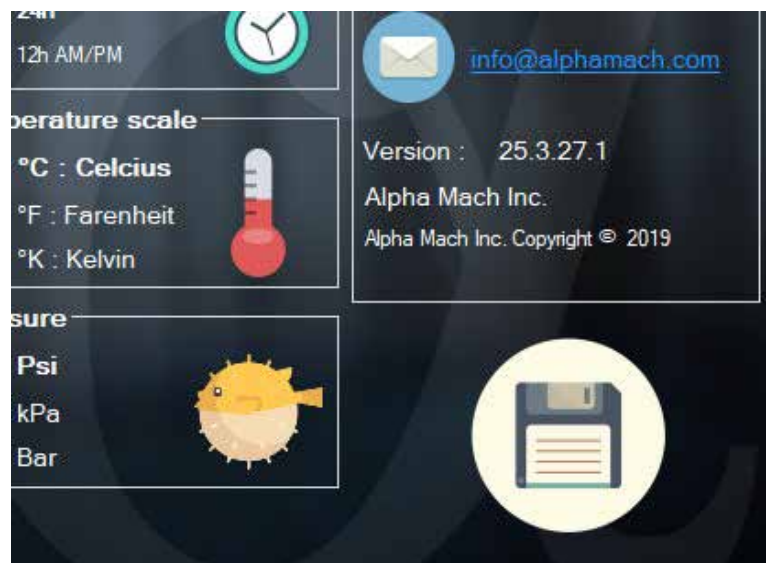 24h
12h AM/PM
perature scale
°C : Celcius
°F : Farenheit
°K : Kelvin
sure
Psi
kPa
Bar
info@alphamach.com
Version : 25.3.27.1
Alpha Mach Inc.
Alpha Mach Inc. Copyright © 2019